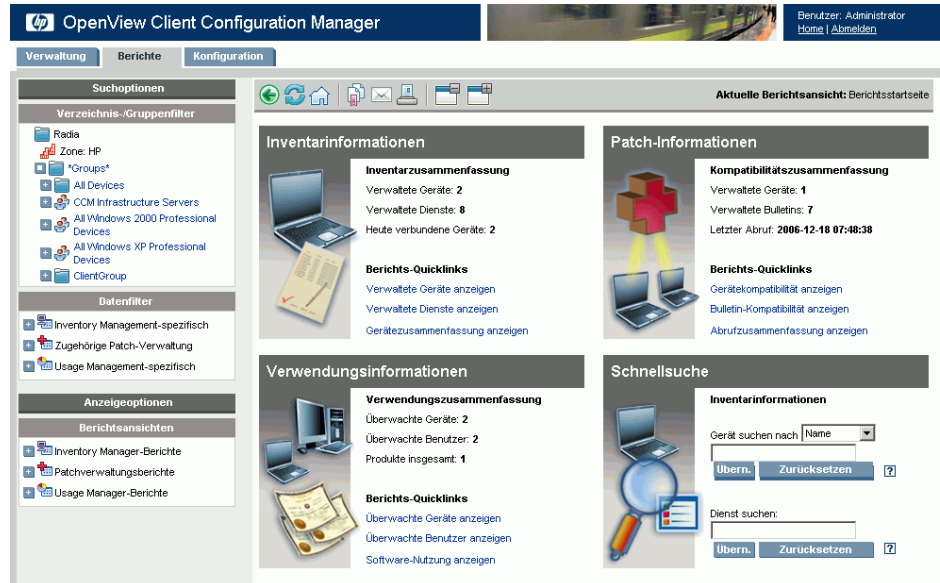 hp OpenView Client Configuration Manager
Benutzer: Administrator
Home | Abmelden
Verwaltung Berichte Konfiguration
Suchoptionen
Verzeichnis-/Gruppenfilter
Radia
Zone: HP
*Groups*
All Devices
CCM Infrastructure Servers
All Windows 2000 Professional
Devices
All Windows XP Professional
Devices
ClientGroup
Datenfilter
Inventory Management-spezifisch
Zugehörige Patch-Verwaltung
Usage Management-spezifisch
Anzeigeoptionen
Berichtsansichten
Inventory Manager-Berichte
Patchverwaltungsberichte
Usage Manager-Berichte
Aktuelle Berichtsansicht: Berichtsstartseite
Inventarinformationen
Inventarzusammenfassung
Verwaltete Geräte: 2
Verwaltete Dienste: 8
Heute verbundene Geräte: 2
Berichts-Quicklinks
Verwaltete Geräte anzeigen
Verwaltete Dienste anzeigen
Gerätezusammenfassung anzeigen
Patch-Informationen
Kompatibilitätszusammenfassung
Verwaltete Geräte: 1
Verwaltete Bulletins: 7
Letzter Abruf: 2006-12-18 07:48:38
Berichts-Quicklinks
Gerätekompatibilität anzeigen
Bulletin-Kompatibilität anzeigen
Abrufzusammenfassung anzeigen
Verwendungsinformationen
Verwendungszusammenfassung
Überwachte Geräte: 2
Überwachte Benutzer: 2
Produkte insgesamt: 1
Berichts-Quicklinks
Überwachte Geräte anzeigen
Überwachte Benutzer anzeigen
Software-Nutzung anzeigen
Schnellsuche
Inventarinformationen
Gerät suchen nach Name
Übern. Zurücksetzen ?
Dienst suchen:
Übern. Zurücksetzen ?